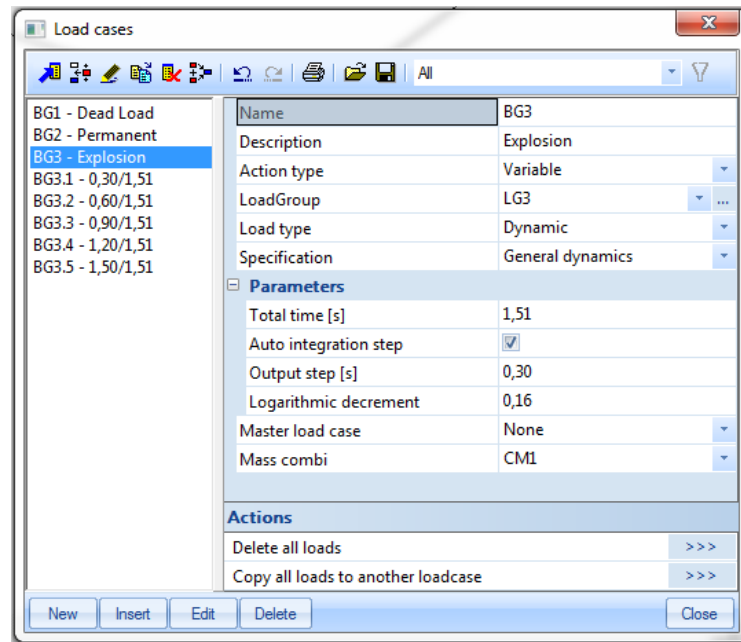 Load cases
All
BG1 - Dead Load
BG2 - Permanent
BG3 - Explosion
BG3.1 - 0,30/1,51
BG3.2 - 0,60/1,51
BG3.3 - 0,90/1,51
BG3.4 - 1,20/1,51
BG3.5 - 1,50/1,51
Name BG3
Description Explosion
Action type Variable
LoadGroup LG3 ...
Load type Dynamic
Specification General dynamics
Parameters
Total time [s] 1,51
Auto integration step
Output step [s] 0,30
Logarithmic decrement 0,16
Master load case None
Mass combi CM1
Actions
Delete all loads >>>
Copy all loads to another loadcase >>>
New Insert Edit Delete Close